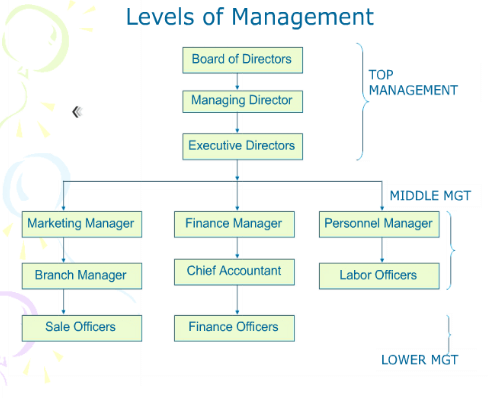 Levels of Management
Board of Directors
TOP
MANAGEMENT
Managing Director
Executive Directors
MIDDLE MGT
Marketing Manager
Finance Manager
Personnel Manager
Branch Manager
Chief Accountant
Labor Officers
Sale Officers
Finance Officers
LOWER MGT